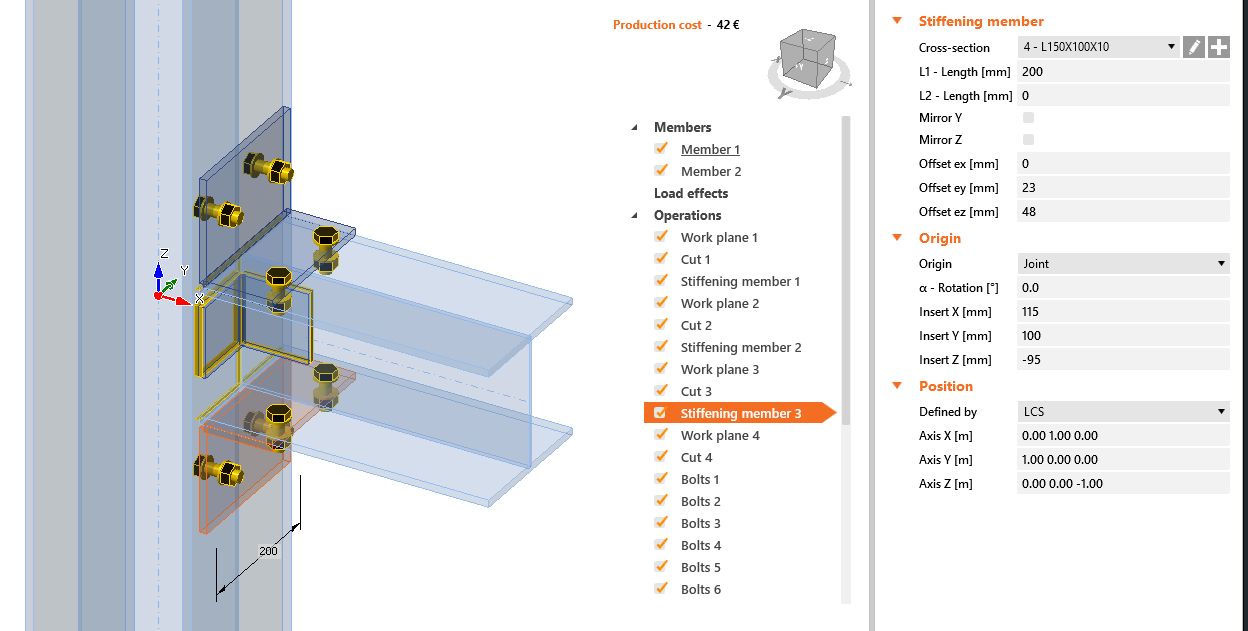 Production cost - 42 €
Z
Y
X
200
Members
Member 1
Member 2
Load effects
Operations
Work plane 1
Cut 1
Stiffening member 1
Work plane 2
Cut 2
Stiffening member 2
Work plane 3
Cut 3
Stiffening member 3
Work plane 4
Cut 4
Bolts 1
Bolts 2
Bolts 3
Bolts 4
Bolts 5
Bolts 6
Stiffening member
Cross-section 4 - L150X100X10
L1 - Length [mm] 200
L2 - Length [mm] 0
Mirror Y
Mirror Z
Offset ex [mm] 0
Offset ey [mm] 23
Offset ez [mm] 48
Origin
Origin Joint
α - Rotation [°] 0.0
Insert X [mm] 115
Insert Y [mm] 100
Insert Z [mm] -95
Position
Defined by LCS
Axis X [m] 0.00 1.00 0.00
Axis Y [m] 1.00 0.00 0.00
Axis Z [m] 0.00 0.00 -1.00